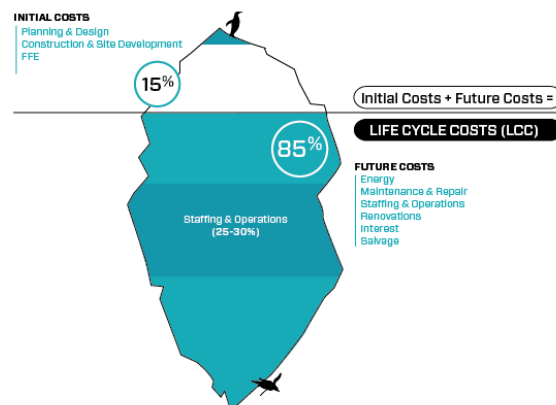 INITIAL COSTS
Planning & Design
Construction & Site Development
FFE
15%
Initial Costs + Future Costs =
LIFE CYCLE COSTS (LCC)
85%
FUTURE COSTS
Energy
Maintenance & Repair
Staffing & Operations
Renovations
Interest
Salvage
Staffing & Operations
(25-30%)